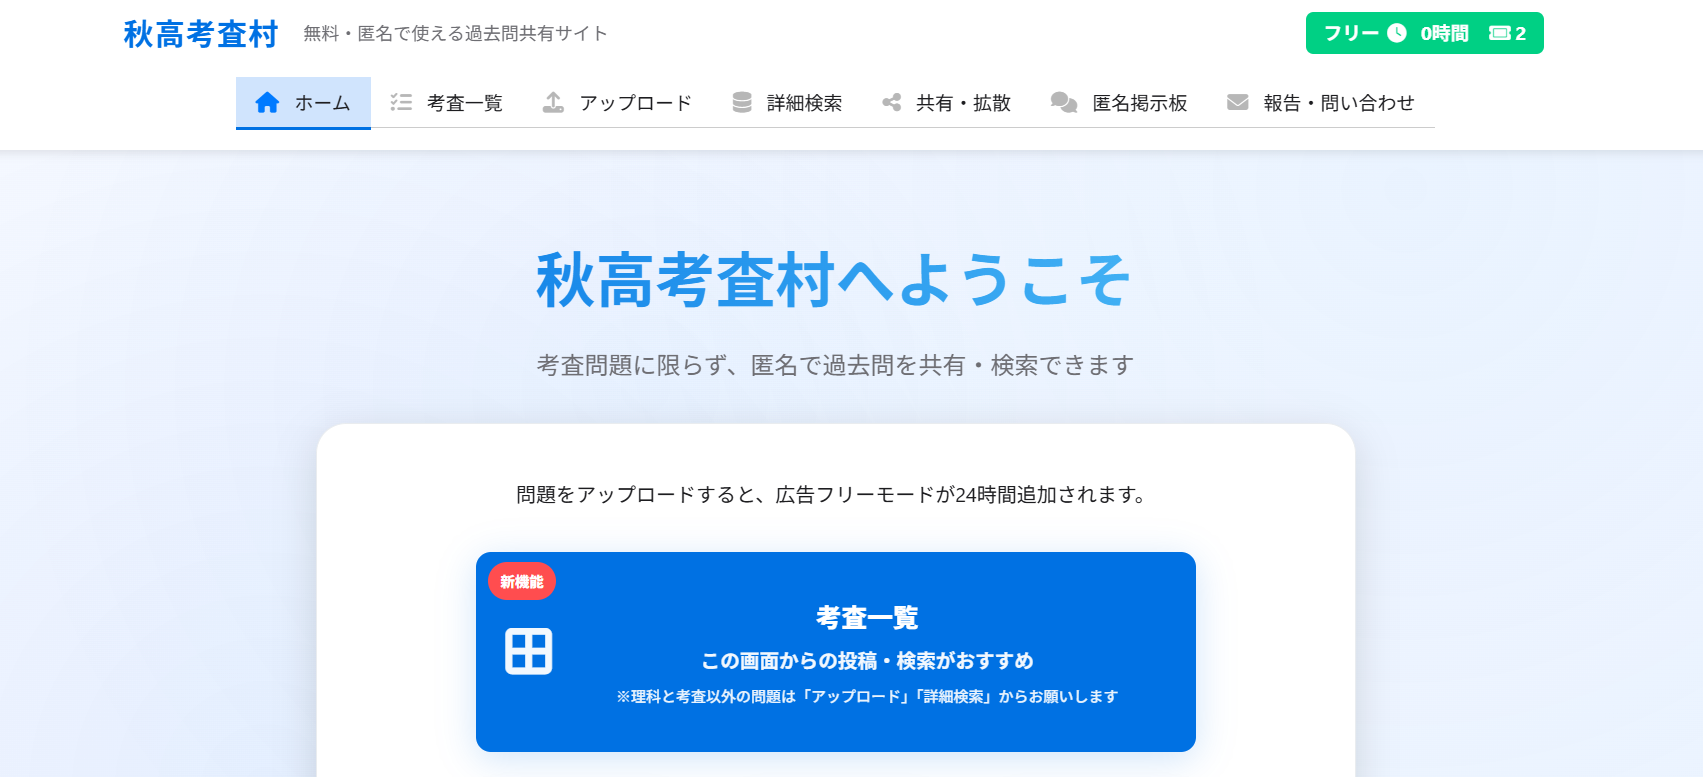 秋高考査村 無料・匿名で使える過去問共有サイト フリー 0時間 2
ホーム 考査一覧 アップロード 詳細検索 共有・拡散 匿名掲示板 報告・問い合わせ
秋高考査村へようこそ
考査問題に限らず、匿名で過去問を共有・検索できます
問題をアップロードすると、広告フリーモードが24時間追加されます。
新機能
考査一覧
この画面からの投稿・検索がおすすめ
※理科と考査以外の問題は「アップロード」「詳細検索」からお願いします